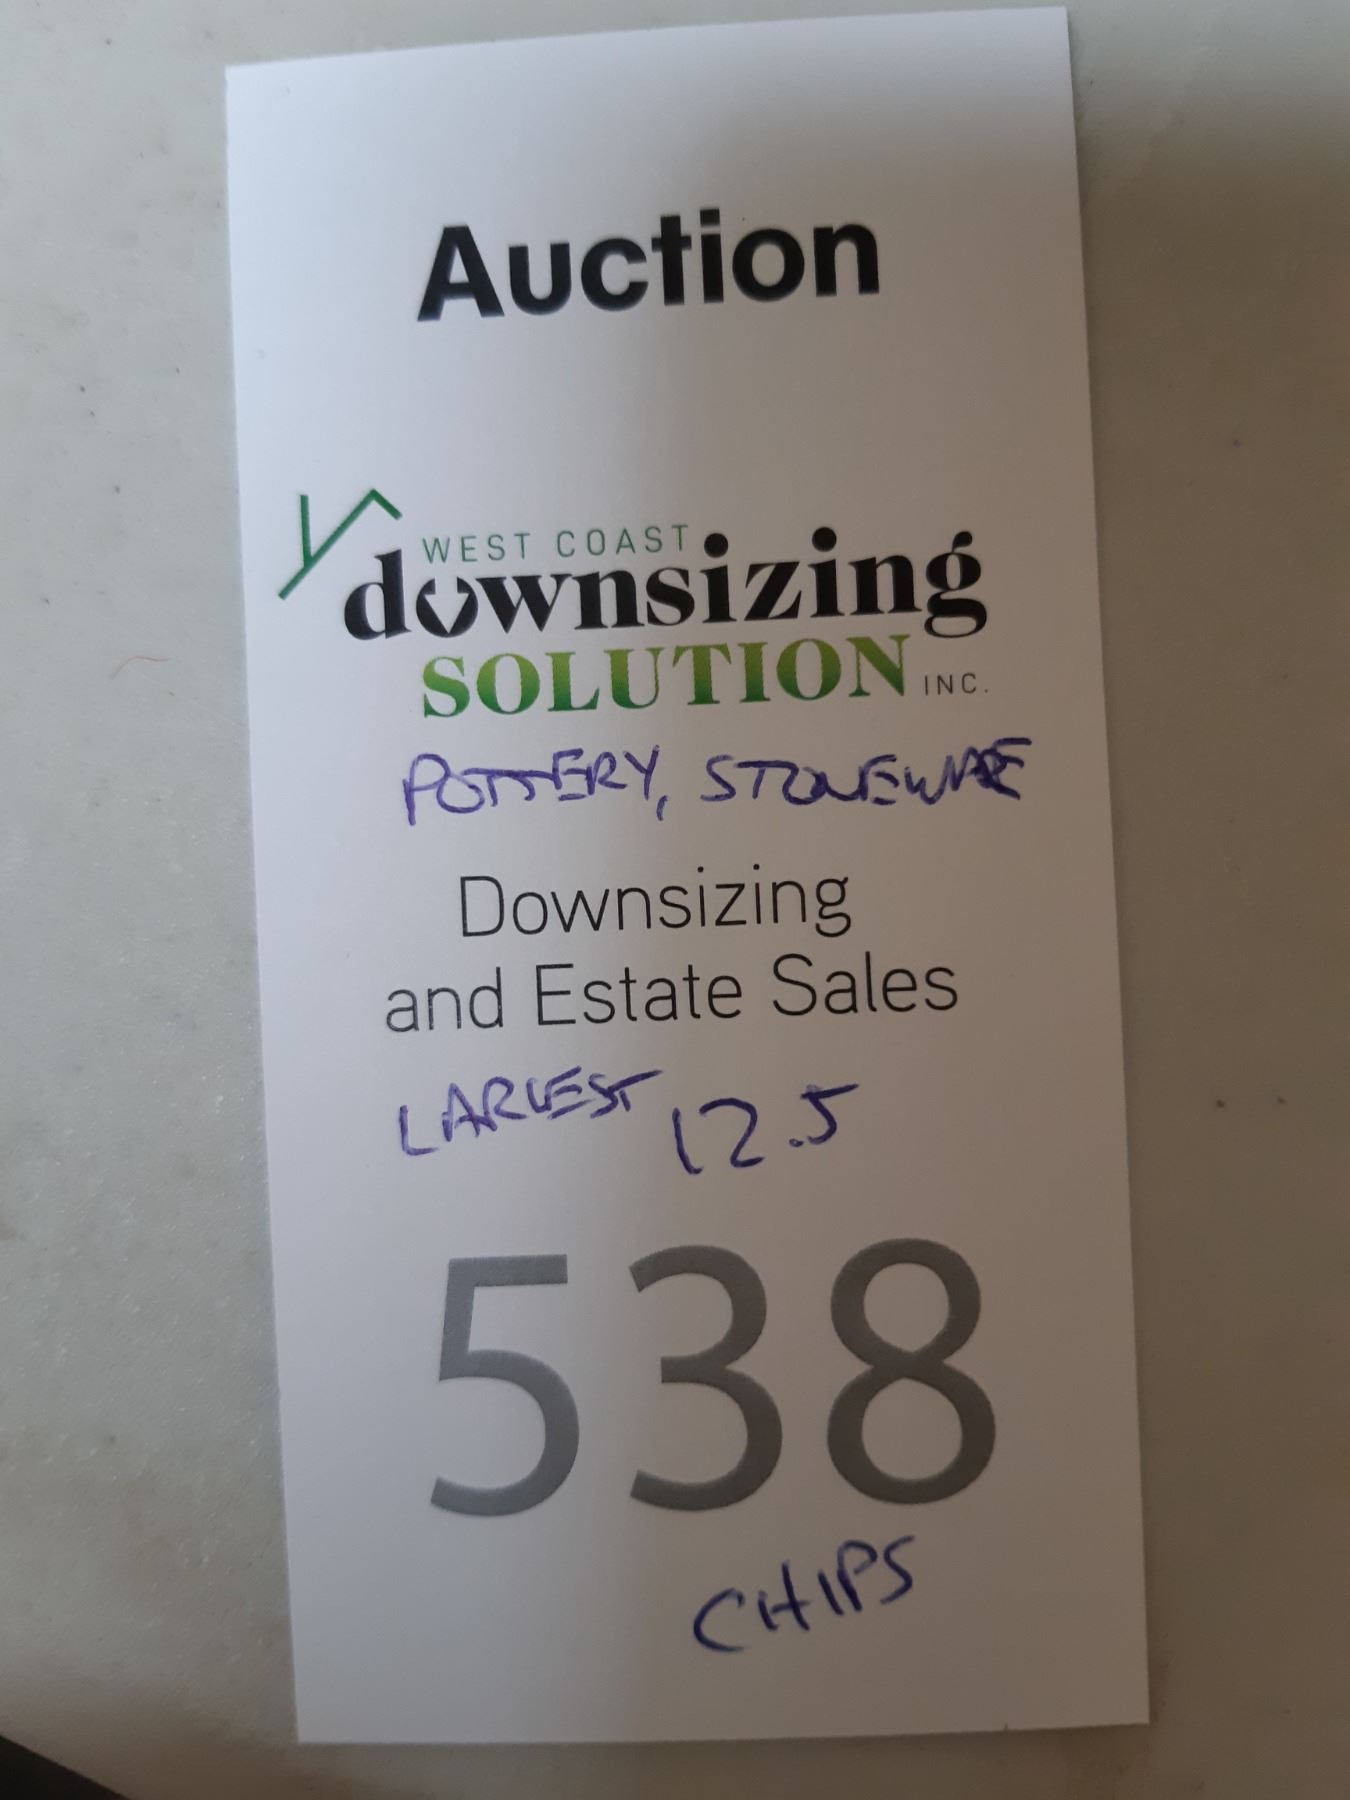 Auction
WEST COAST
downsizing
SOLUTION INC.
POTTERY, STONEWARE
Downsizing
and Estate Sales
LARGEST 12.5
538
CHIPS